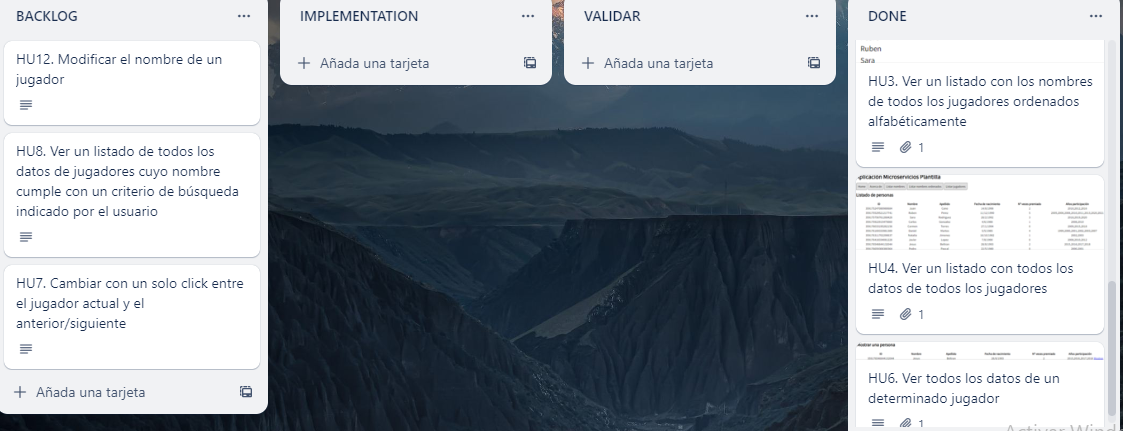 BACKLOG
HU12. Modificar el nombre de un
jugador
HU8. Ver un listado de todos los
datos de jugadores cuyo nombre
cumple con un criterio de búsqueda
indicado por el usuario
HU7. Cambiar con un solo click entre
el jugador actual y el
anterior/siguiente
Añada una tarjeta
IMPLEMENTATION
Añada una tarjeta
VALIDAR
Añada una tarjeta
DONE
Ruben
Sara
HU3. Ver un listado con los nombres
de todos los jugadores ordenados
alfabéticamente
1
plicación Microservicios Plantilla
Listado de personas
HU4. Ver un listado con todos los
datos de todos los jugadores
1
Mostrar una persona
HU6. Ver todos los datos de un
determinado jugador
1